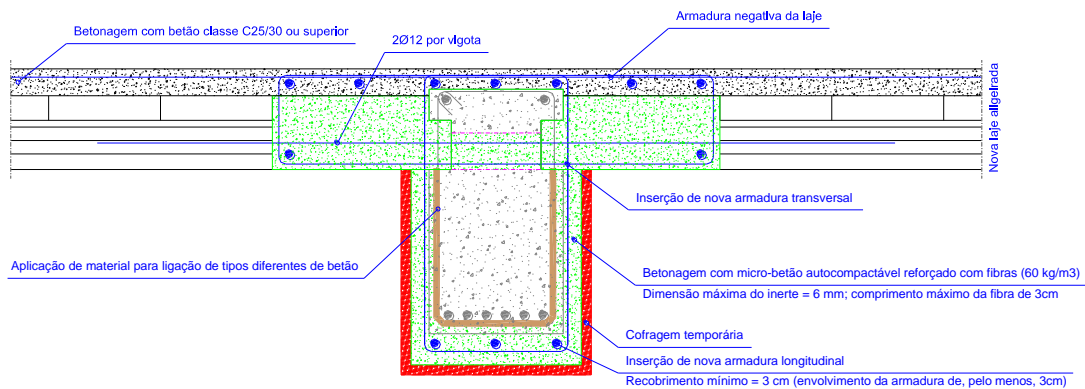 Armadura negativa da laje
Betonagem com betão classe C25/30 ou superior
2Ø12 por vigota
Nova laje aligeirada
Inserção de nova armadura transversal
Aplicação de material para ligação de tipos diferentes de betão
Betonagem com micro-betão autocompactável reforçado com fibras (60 kg/m3)
Dimensão máxima do inerte = 6 mm; comprimento máximo da fibra de 3cm
Cofragem temporária
Inserção de nova armadura longitudinal
Recobrimento mínimo = 3 cm (envolvimento da armadura de, pelo menos, 3cm)